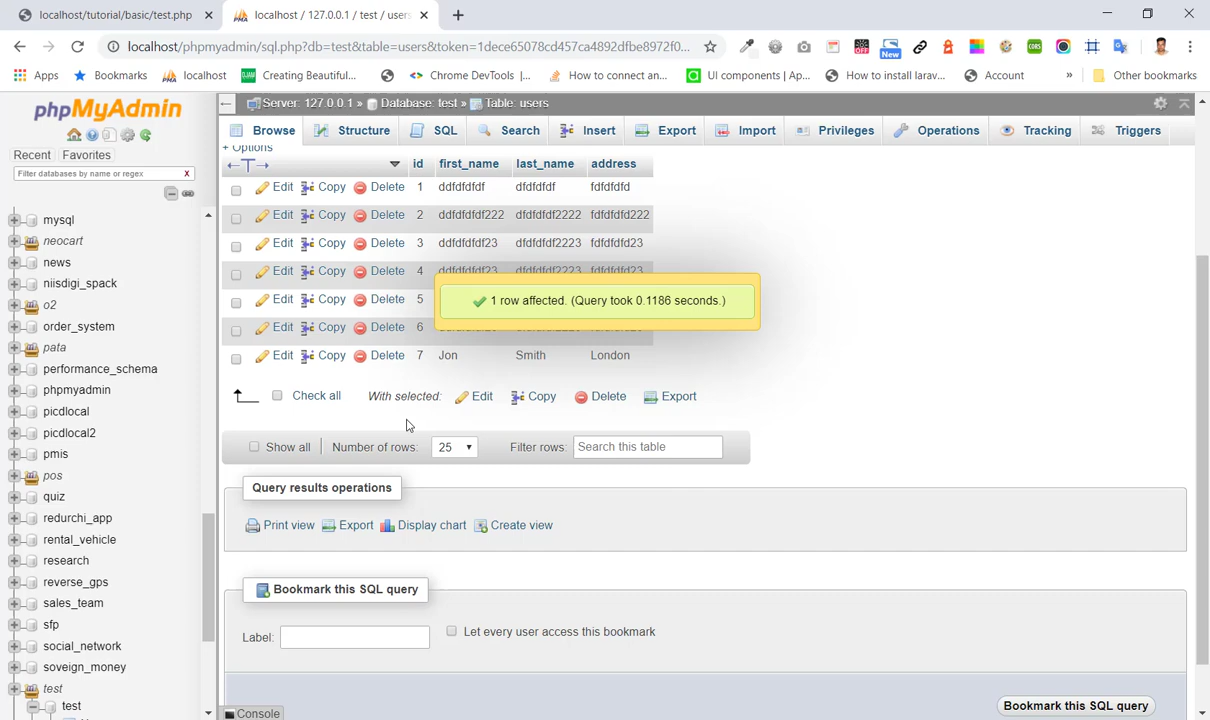 localhost/tutorial/basic/test.php
localhost / 127.0.0.1 / test / users
localhost/phpmyadmin/sql.php?db=test&table=users&token=1dece65078cd457ca4892dfbe8972f0...
New
OFF
CORS
Apps
Bookmarks
localhost
Creating Beautiful...
Chrome DevTools |...
How to connect an...
UI components | Ap...
How to install larav...
Account
»
Other bookmarks
phpMyAdmin
Recent
Favorites
Filter databases by name or regex
X
mysql
neocart
news
niisdigi_spack
o2
order_system
pata
performance_schema
phpmyadmin
picdlocal
picdlocal2
pmis
pos
quiz
redurchi_app
rental_vehicle
research
reverse_gps
sales_team
sfp
social_network
soveign_money
test
test
Server: 127.0.0.1 » Database: test » Table: users
Browse
Structure
SQL
Search
Insert
Export
Import
Privileges
Operations
Tracking
Triggers
+ Options
←T→ id first_name last_name address
Edit Copy Delete 1 ddfdfdfdf dfdfdfdf fdfdfdfd
Edit Copy Delete 2 ddfdfdfdf222 dfdfdfdf2222 fdfdfdfd222
Edit Copy Delete 3 ddfdfdfdf23 dfdfdfdf2223 fdfdfdfd23
Edit Copy Delete 4 ddfdfdfdf23 dfdfdfdf2223 fdfdfdfd23
Edit Copy Delete 5
1 row affected. (Query took 0.1186 seconds.)
Edit Copy Delete 6
Edit Copy Delete 7 Jon Smith London
Check all With selected: Edit Copy Delete Export
Show all Number of rows: 25 Filter rows: Search this table
Query results operations
Print view Export Display chart Create view
Bookmark this SQL query
Label: Let every user access this bookmark
Bookmark this SQL query
Console